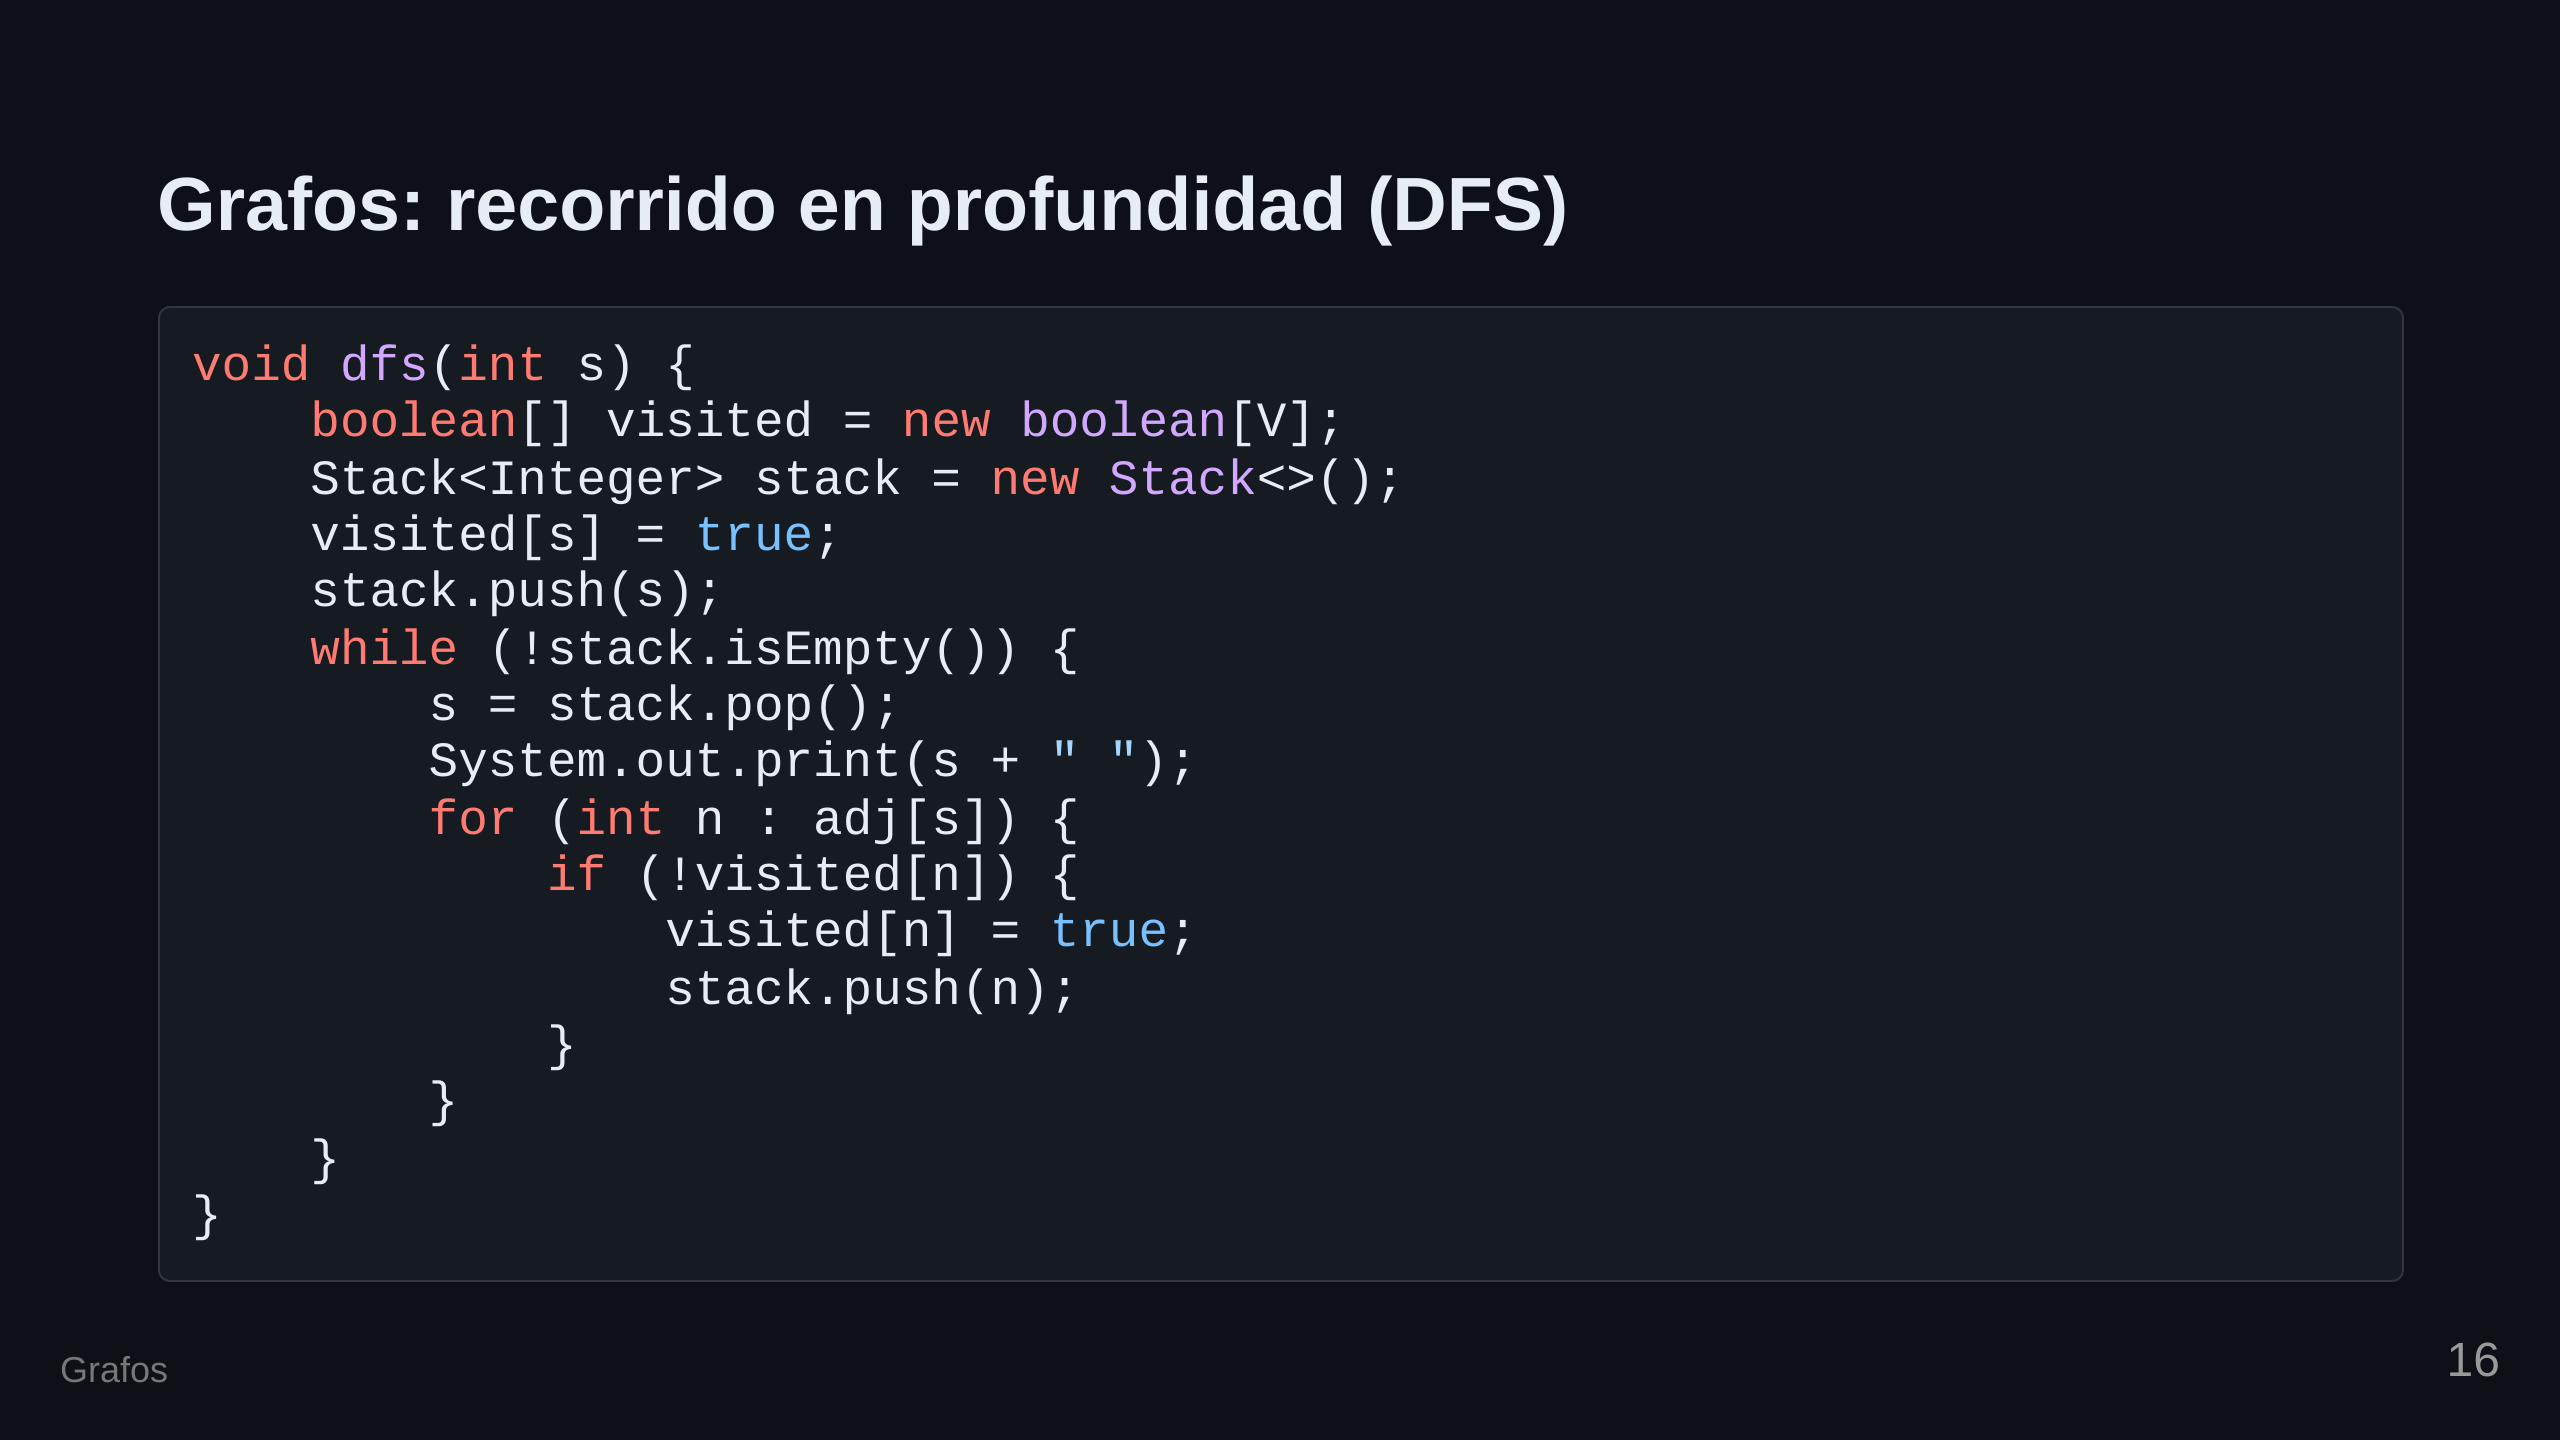 Grafos: recorrido en profundidad (DFS)
void dfs(int s) {
     boolean[] visited = new boolean[V];
     Stack<Integer> stack = new Stack<>();
     visited[s] = true;
     stack.push(s);
     while (!stack.isEmpty()) {
          s = stack.pop();
          System.out.print(s + " ");
          for (int n : adj[s]) {
               if (!visited[n]) {
                    visited[n] = true;
                    stack.push(n);
               }
          }
     }
}
Grafos
16